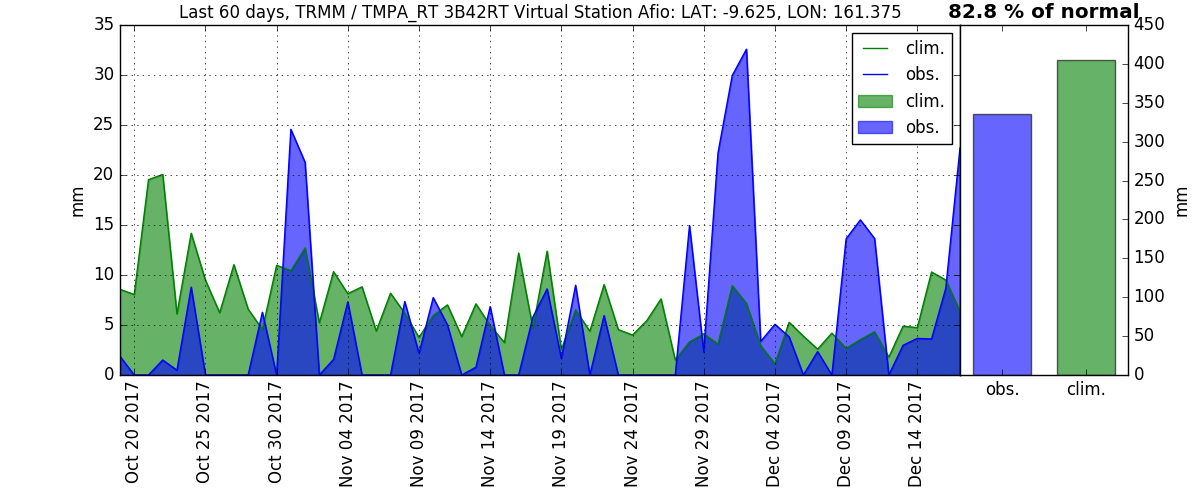 Last 60 days, TRMM / TMPA_RT 3B42RT Virtual Station Afio: LAT: -9.625, LON: 161.375
82.8 % of normal
35
30
25
20
15
10
5
0
mm
clim.
obs.
clim.
obs.
450
400
350
300
250
200
150
100
50
0
mm
Oct 20 2017
Oct 25 2017
Oct 30 2017
Nov 04 2017
Nov 09 2017
Nov 14 2017
Nov 19 2017
Nov 24 2017
Nov 29 2017
Dec 04 2017
Dec 09 2017
Dec 14 2017
obs.
clim.